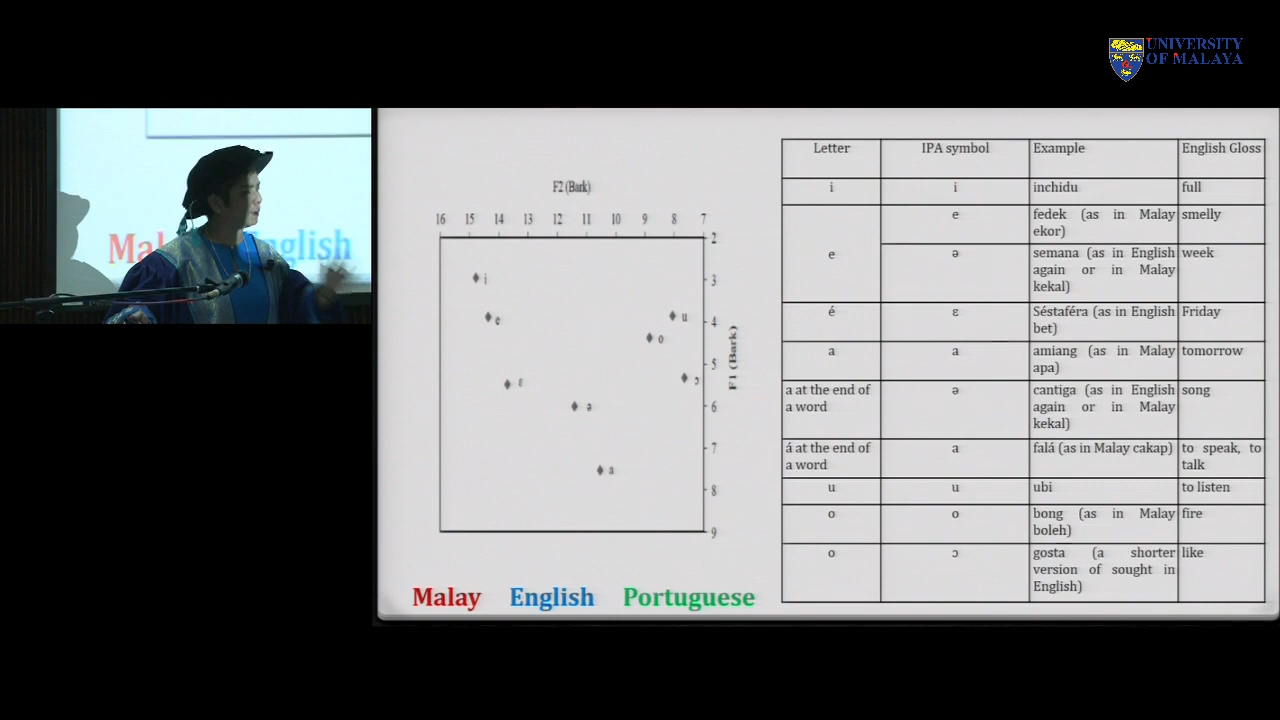 UNIVERSITY
OF MALAYA
F2 (Bark)
16 15 14 13 12 11 10 9 8 7
2
3
4
5
6
7
8
9
F1 (Bark)
i
e
u
o
ɔ
ɛ
ə
a
Malay English Portuguese
Letter IPA symbol Example English Gloss
i i inchidu full
e e fedek (as in Malay smelly
ekor)
ə semana (as in English week
again or in Malay
kekal)
é ɛ Séstaféra (as in English Friday
bet)
a a amiang (as in Malay tomorrow
apa)
a at the end of ə cantiga (as in English song
a word again or in Malay
kekal)
á at the end of a falá (as in Malay cakap) to speak, to
a word talk
u u ubi to listen
o o bong (as in Malay fire
boleh)
o ɔ gosta (a shorter like
version of sought in
English)
Mal nglish